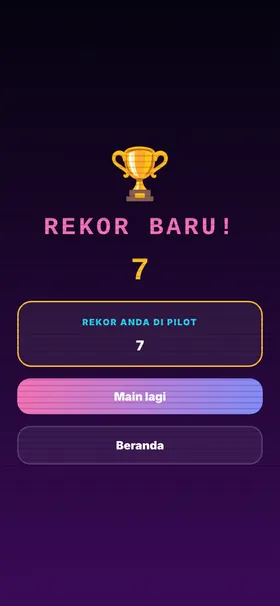 REKOR BARU!
7
REKOR ANDA DI PILOT
7
Main lagi
Beranda